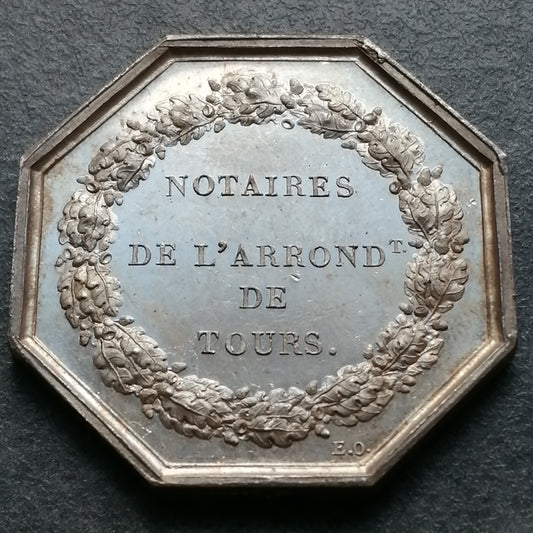 NOTAIRES
DE L'ARRONDT.
DE
TOURS.
E.O.